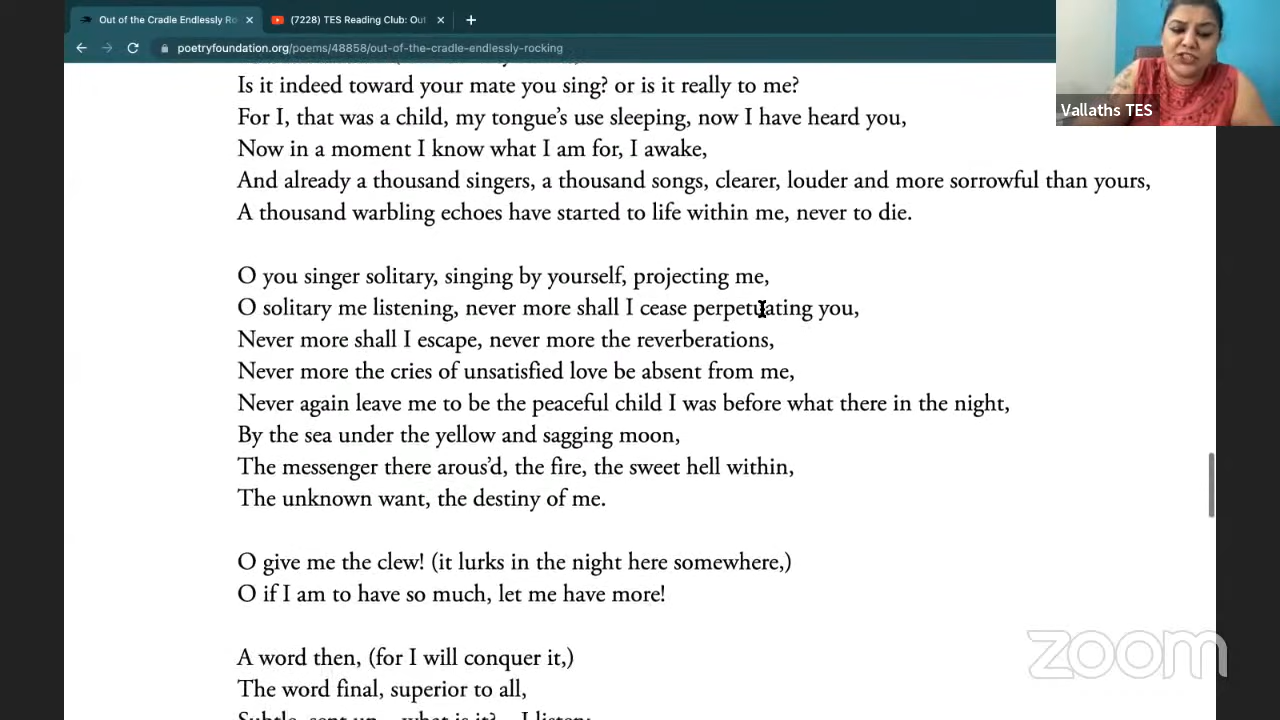 Out of the Cradle Endlessly Ro
(7228) TES Reading Club: Out
poetryfoundation.org/poems/48858/out-of-the-cradle-endlessly-rocking
Vallaths TES
Is it indeed toward your mate you sing? or is it really to me?
For I, that was a child, my tongue’s use sleeping, now I have heard you,
Now in a moment I know what I am for, I awake,
And already a thousand singers, a thousand songs, clearer, louder and more sorrowful than yours,
A thousand warbling echoes have started to life within me, never to die.
O you singer solitary, singing by yourself, projecting me,
O solitary me listening, never more shall I cease perpetuating you,
Never more shall I escape, never more the reverberations,
Never more the cries of unsatisfied love be absent from me,
Never again leave me to be the peaceful child I was before what there in the night,
By the sea under the yellow and sagging moon,
The messenger there arous’d, the fire, the sweet hell within,
The unknown want, the destiny of me.
O give me the clew! (it lurks in the night here somewhere,)
O if I am to have so much, let me have more!
A word then, (for I will conquer it,)
The word final, superior to all,
Subtle, sent up—what is it?—I listen;
zoom